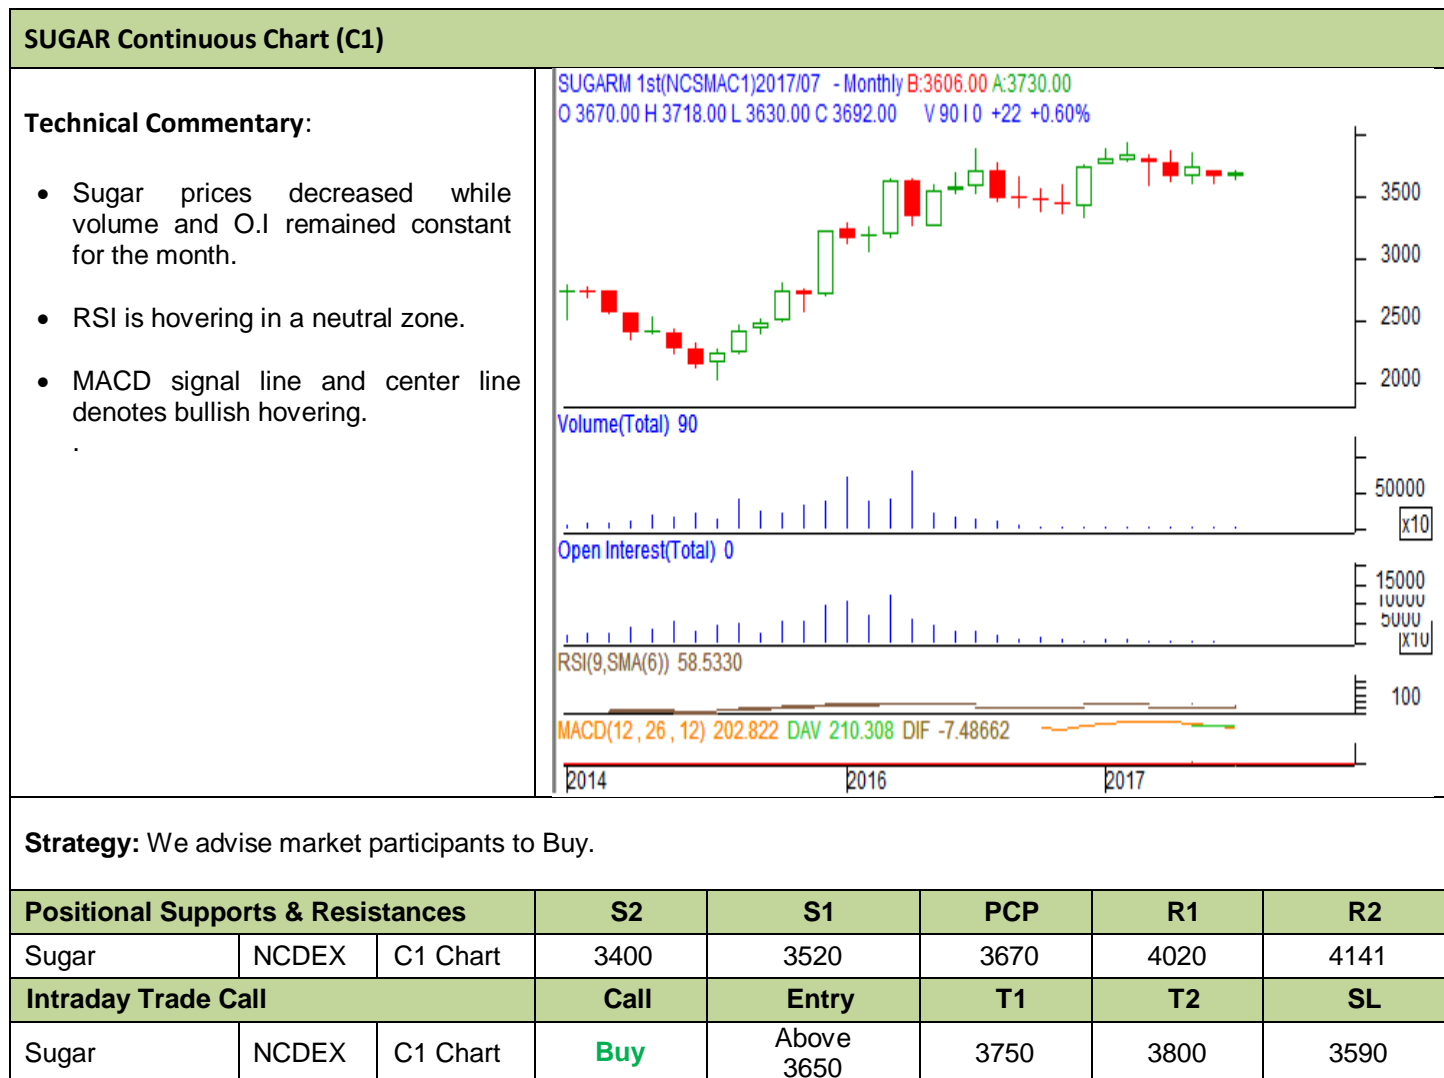 SUGAR Continuous Chart (C1)
Technical Commentary:
• Sugar prices decreased while
volume and O.I remained constant
for the month.
• RSI is hovering in a neutral zone.
• MACD signal line and center line
denotes bullish hovering.
.
SUGARM 1st(NCSMAC1)2017/07 - Monthly B:3606.00 A:3730.00
O 3670.00 H 3718.00 L 3630.00 C 3692.00 V 90 I 0 +22 +0.60%
3500
3000
2500
2000
Volume(Total) 90
50000
x10
Open Interest(Total) 0
15000
10000
5000
x10
RSI(9,SMA(6)) 58.5330
100
MACD(12 , 26 , 12) 202.822 DAV 210.308 DIF -7.48662
2014 2016 2017
Strategy: We advise market participants to Buy.
Positional Supports & Resistances S2 S1 PCP R1 R2
Sugar NCDEX C1 Chart 3400 3520 3670 4020 4141
Intraday Trade Call Call Entry T1 T2 SL
Sugar NCDEX C1 Chart Buy Above 3650 3750 3800 3590